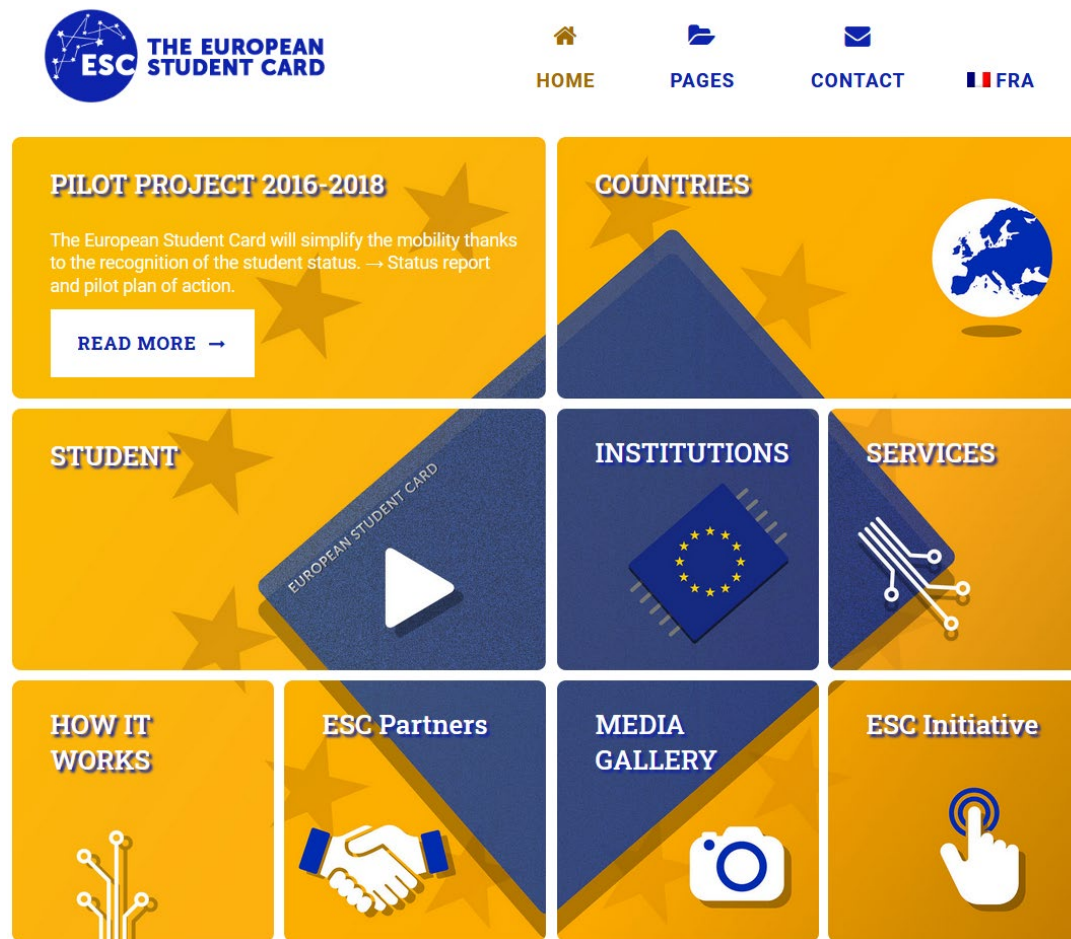 ESC
THE EUROPEAN
STUDENT CARD
HOME
PAGES
CONTACT
FRA
PILOT PROJECT 2016-2018
The European Student Card will simplify the mobility thanks
to the recognition of the student status. → Status report
and pilot plan of action.
READ MORE →
COUNTRIES
STUDENT
EUROPEAN STUDENT CARD
INSTITUTIONS
SERVICES
HOW IT
WORKS
ESC Partners
MEDIA
GALLERY
ESC Initiative